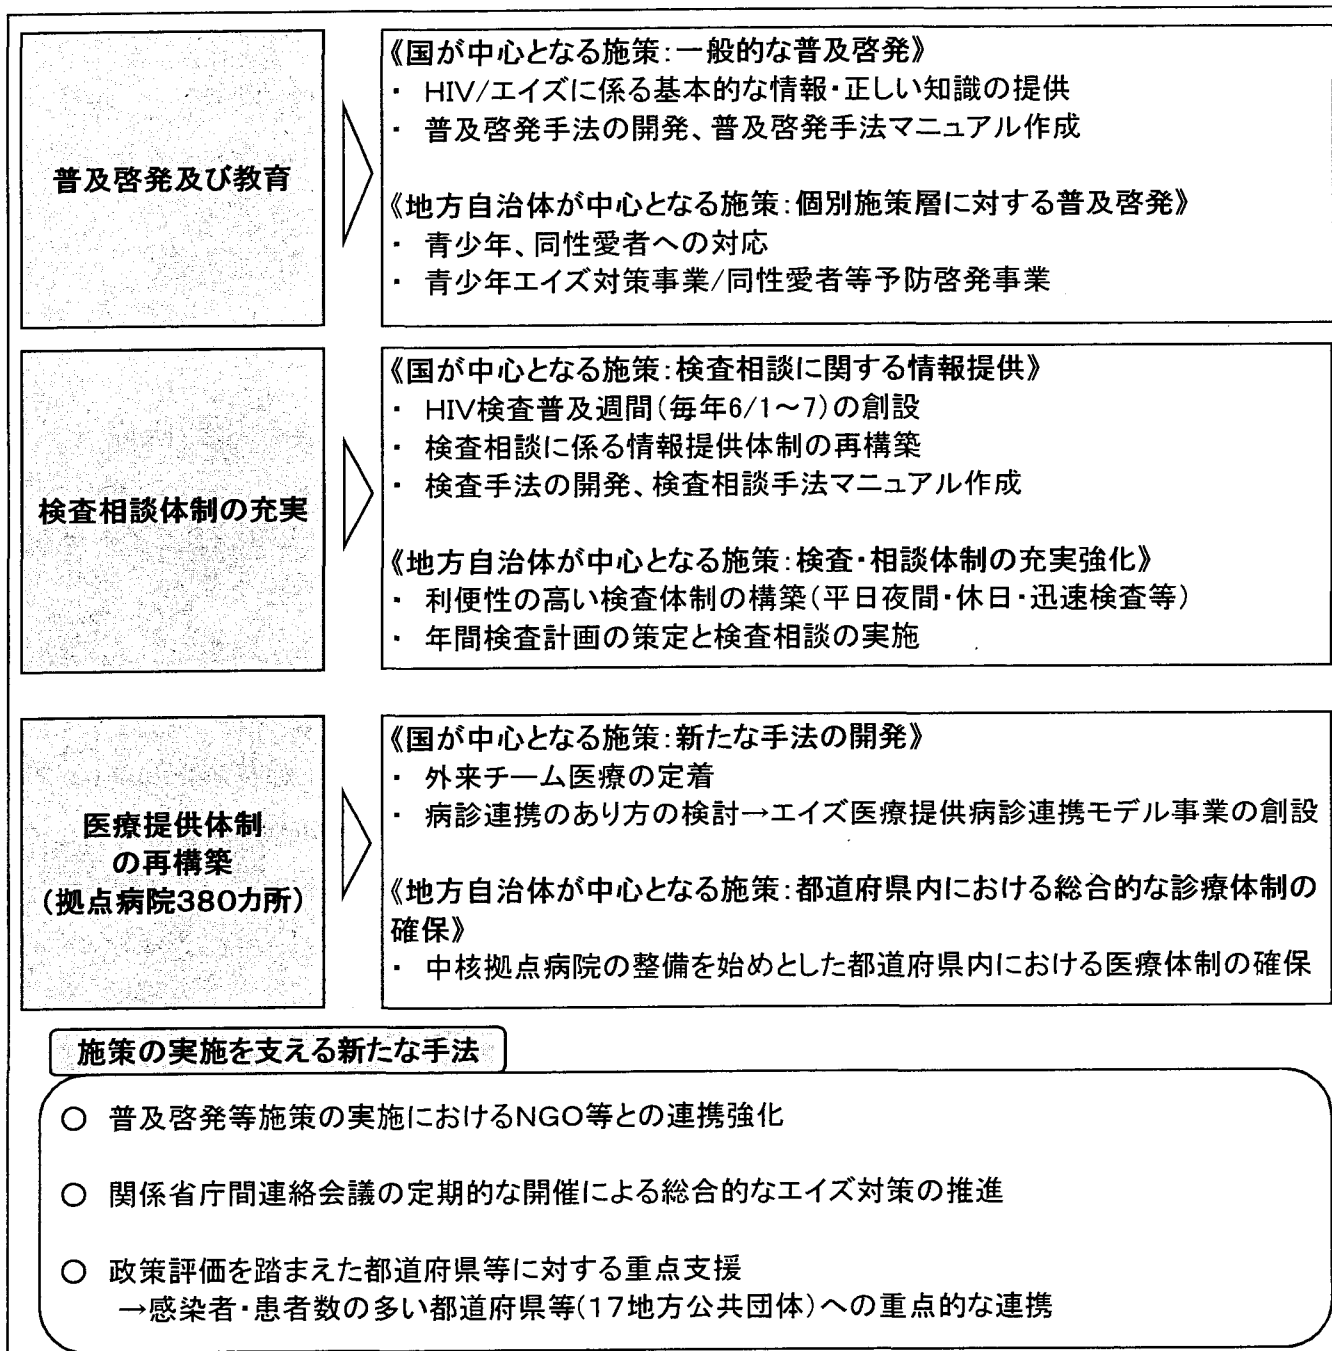 普及啓発及び教育
《国が中心となる施策:一般的な普及啓発》
・ HIV/エイズに係る基本的な情報・正しい知識の提供
・ 普及啓発手法の開発、普及啓発手法マニュアル作成
《地方自治体が中心となる施策:個別施策層に対する普及啓発》
・ 青少年、同性愛者への対応
・ 青少年エイズ対策事業/同性愛者等予防啓発事業
検査相談体制の充実
《国が中心となる施策:検査相談に関する情報提供》
・ HIV検査普及週間(毎年6/1～7)の創設
・ 検査相談に係る情報提供体制の再構築
・ 検査手法の開発、検査相談手法マニュアル作成
《地方自治体が中心となる施策:検査・相談体制の充実強化》
・ 利便性の高い検査体制の構築(平日夜間・休日・迅速検査等)
・ 年間検査計画の策定と検査相談の実施
医療提供体制
の再構築
(拠点病院380カ所)
《国が中心となる施策:新たな手法の開発》
・ 外来チーム医療の定着
・ 病診連携のあり方の検討→エイズ医療提供病診連携モデル事業の創設
《地方自治体が中心となる施策:都道府県内における総合的な診療体制の
確保》
・ 中核拠点病院の整備を始めとした都道府県内における医療体制の確保
施策の実施を支える新たな手法
○ 普及啓発等施策の実施におけるNGO等との連携強化
○ 関係省庁間連絡会議の定期的な開催による総合的なエイズ対策の推進
○ 政策評価を踏まえた都道府県等に対する重点支援
→感染者・患者数の多い都道府県等(17地方公共団体)への重点的な連携